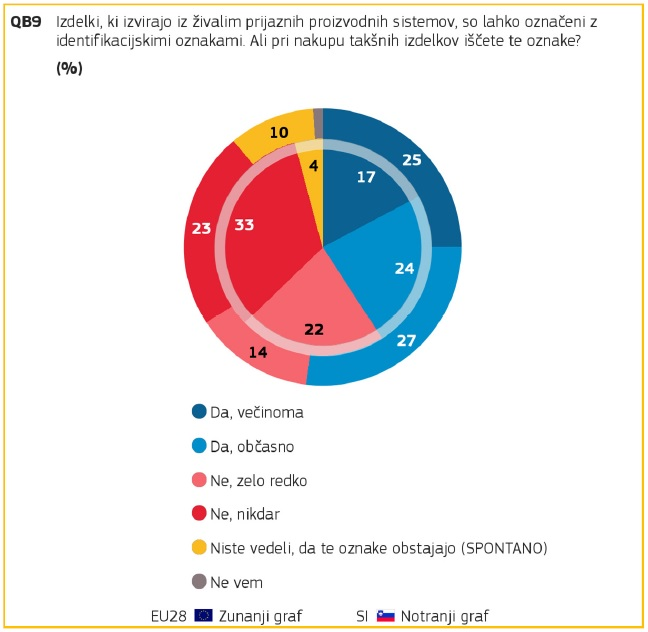 QB9 Izdelki, ki izvirajo iz živalim prijaznih proizvodnih sistemov, so lahko označeni z
identifikacijskimi oznakami. Ali pri nakupu takšnih izdelkov iščete te oznake?
(%)
10
4
25
17
23
33
24
22
27
14
Da, večinoma
Da, občasno
Ne, zelo redko
Ne, nikdar
Niste vedeli, da te oznake obstajajo (SPONTANO)
Ne vem
EU28 Zunanji graf SI Notranji graf